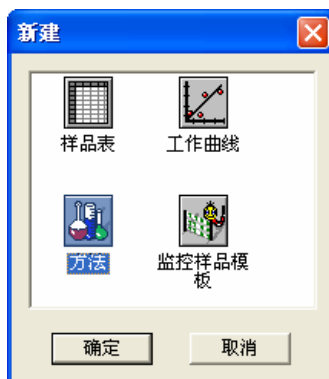 新建
样品表 工作曲线
方法 监控样品模
板
确定 取消